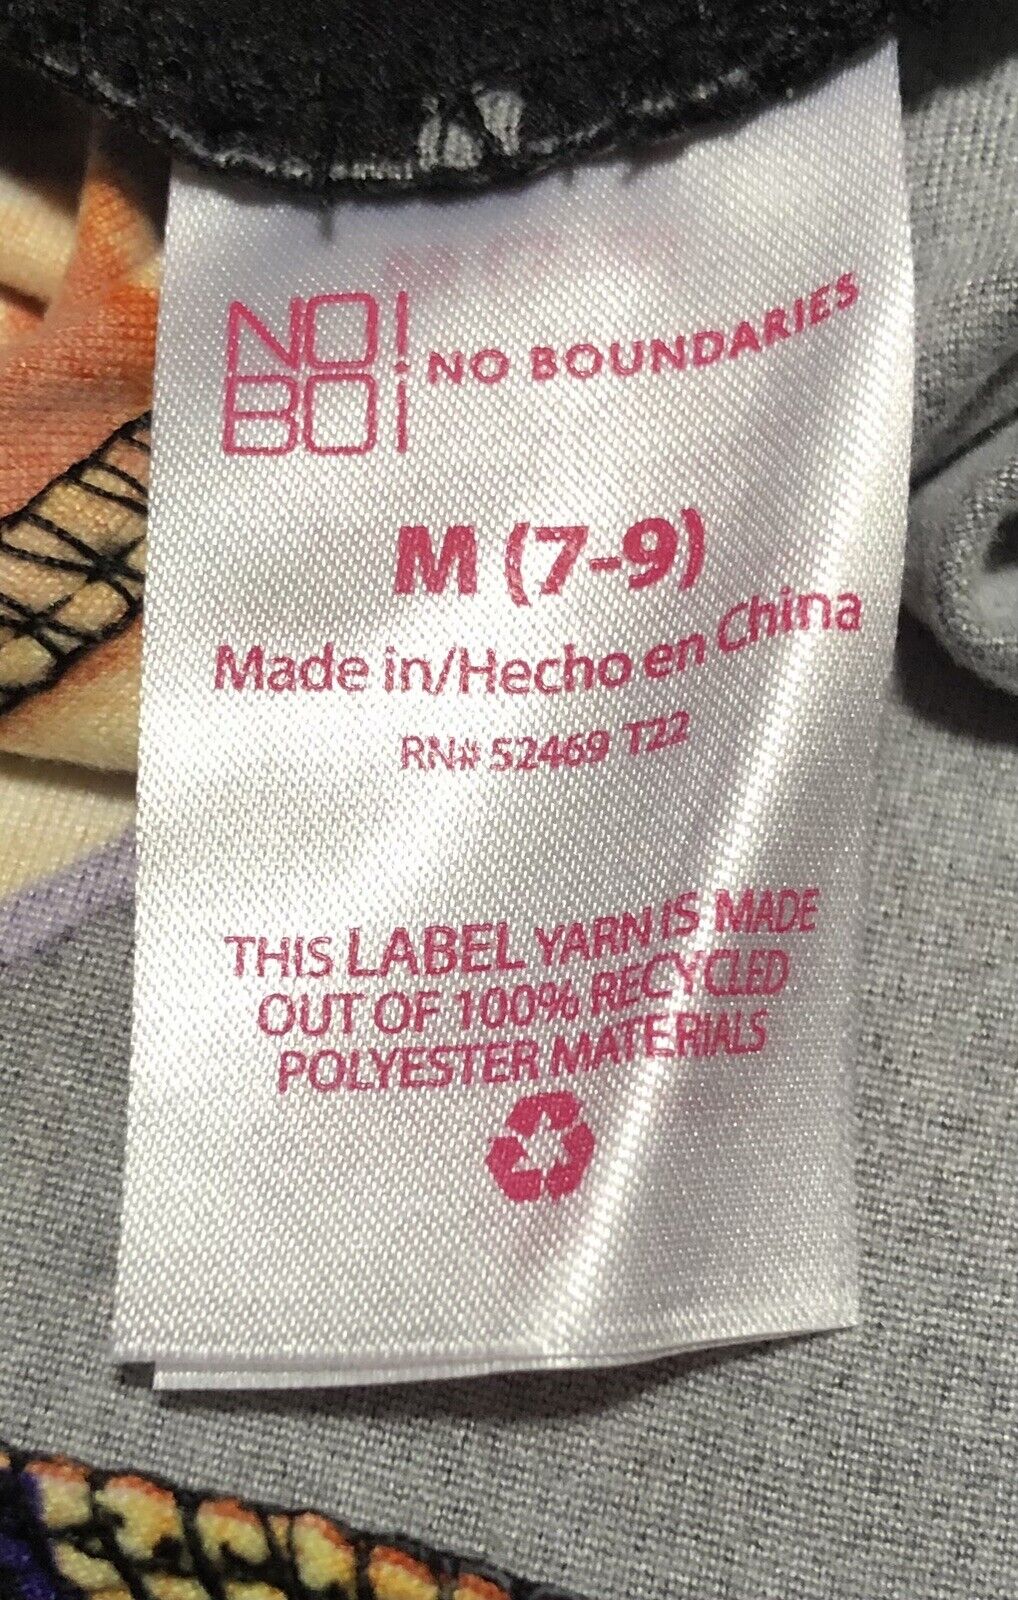 NO!
BO!
NO BOUNDARIES
M (7-9)
Made in/Hecho en China
RN# 52469 T22
THIS LABEL YARN IS MADE
OUT OF 100% RECYCLED
POLYESTER MATERIALS